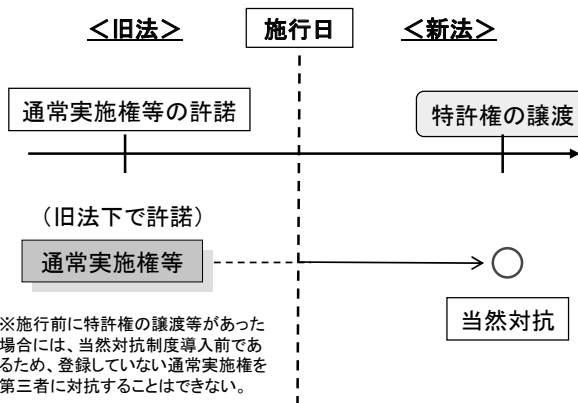 ＜旧法＞
施行日
＜新法＞
通常実施権等の許諾
特許権の譲渡
（旧法下で許諾）
通常実施権等
当然対抗
※施行前に特許権の譲渡等があった
場合には、当然対抗制度導入前であ
るため、登録していない通常実施権を
第三者に対抗することはできない。